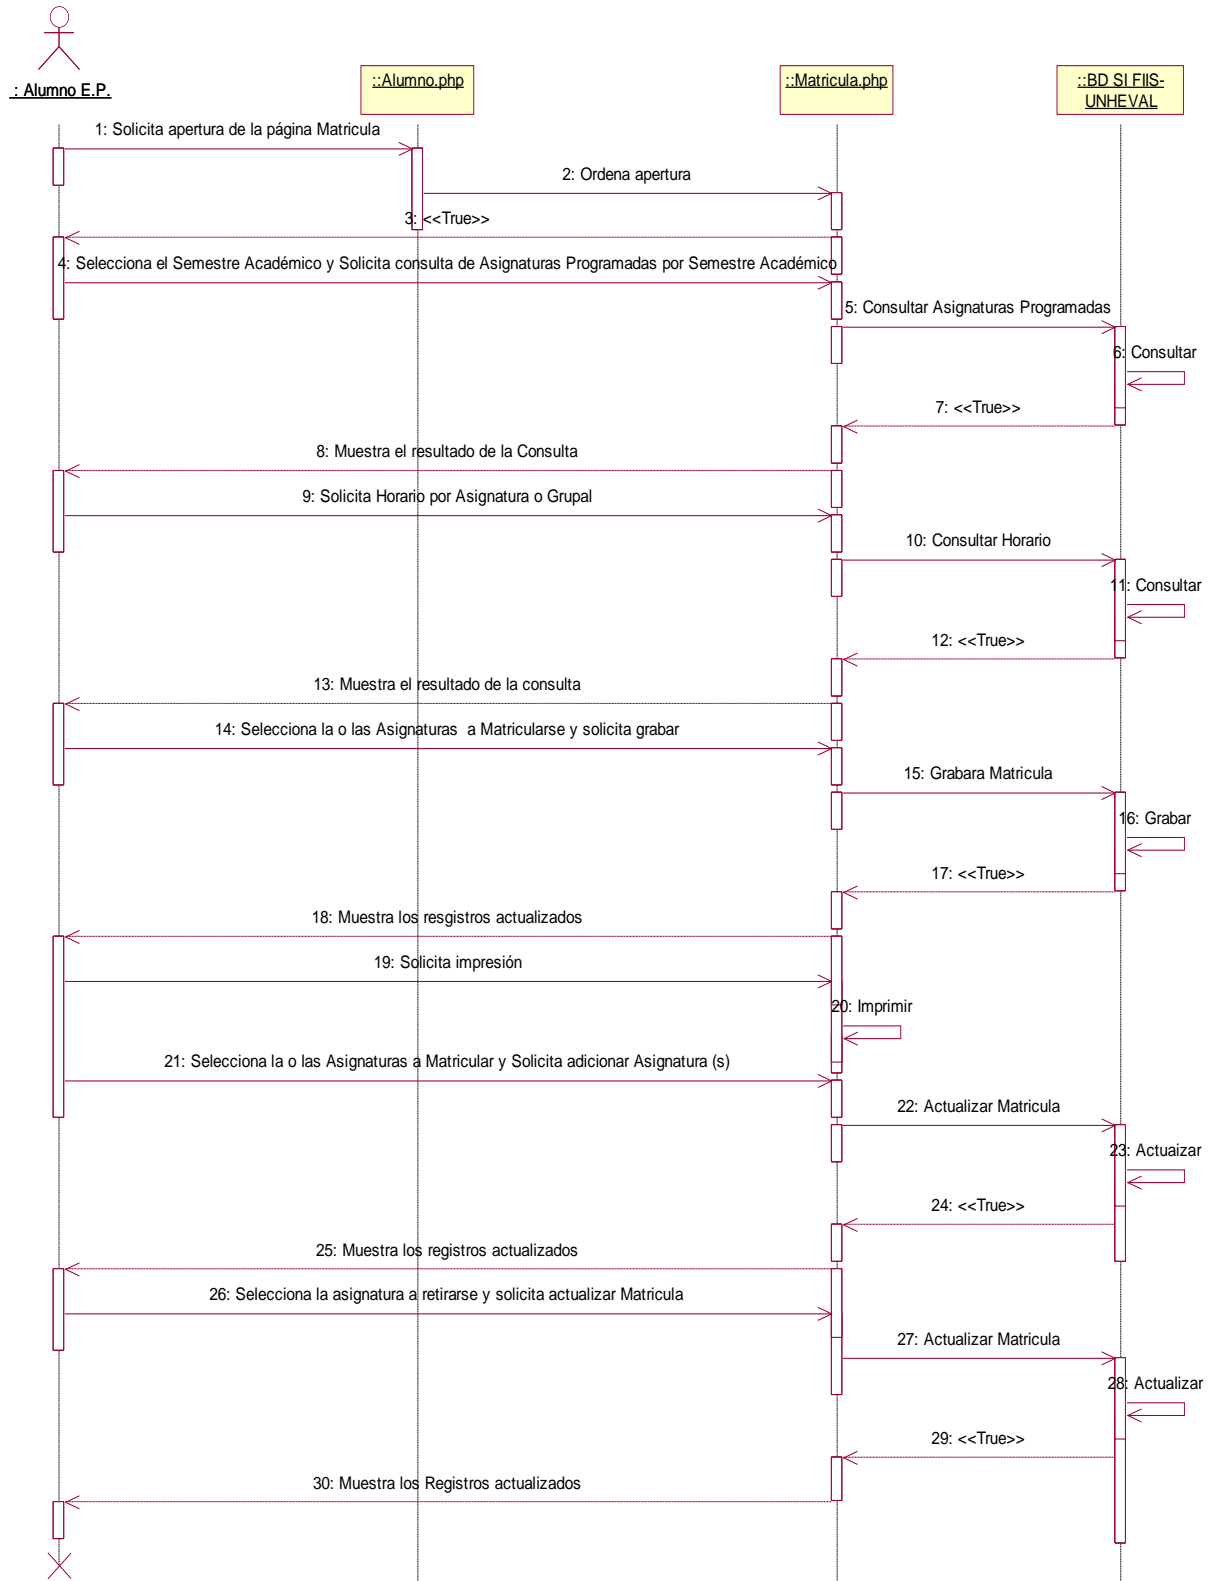 : Alumno E.P.
::Alumno.php
::Matricula.php
::BD SI FIIS-
UNHEVAL
1: Solicita apertura de la página Matricula
2: Ordena apertura
3: <<True>>
4: Selecciona el Semestre Académico y Solicita consulta de Asignaturas Programadas por Semestre Académico
5: Consultar Asignaturas Programadas
6: Consultar
7: <<True>>
8: Muestra el resultado de la Consulta
9: Solicita Horario por Asignatura o Grupal
10: Consultar Horario
11: Consultar
12: <<True>>
13: Muestra el resultado de la consulta
14: Selecciona la o las Asignaturas  a Matricularse y solicita grabar
15: Grabara Matricula
16: Grabar
17: <<True>>
18: Muestra los resgistros actualizados
19: Solicita impresión
20: Imprimir
21: Selecciona la o las Asignaturas a Matricular y Solicita adicionar Asignatura (s)
22: Actualizar Matricula
23: Actuaizar
24: <<True>>
25: Muestra los registros actualizados
26: Selecciona la asignatura a retirarse y solicita actualizar Matricula
27: Actualizar Matricula
28: Actualizar
29: <<True>>
30: Muestra los Registros actualizados